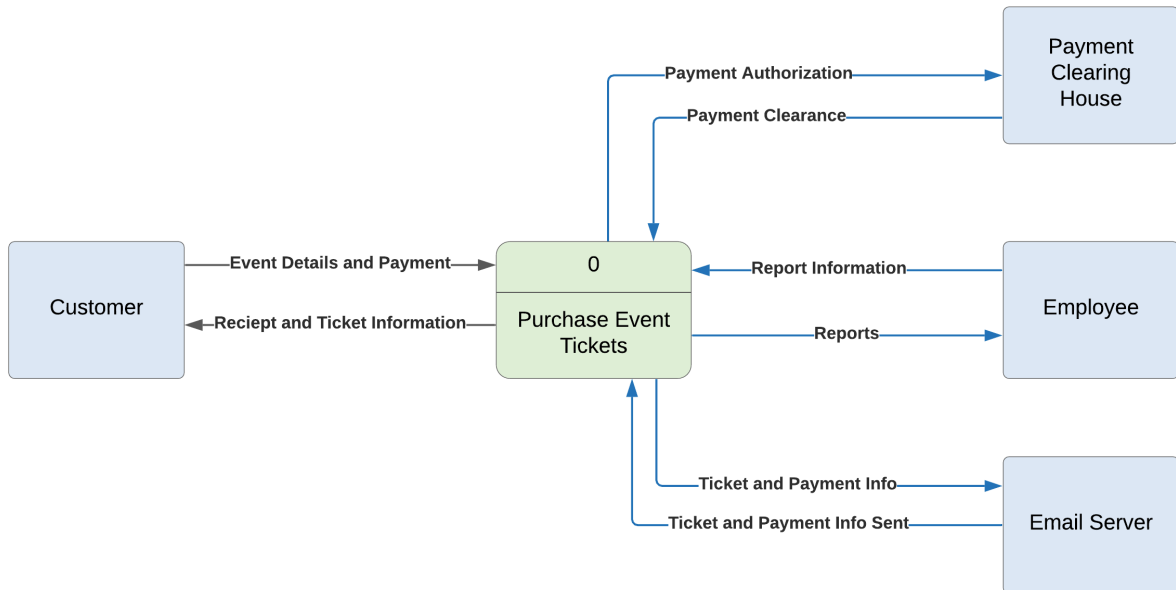 Payment
Clearing
House
Payment Authorization
Payment Clearance
Customer
Event Details and Payment
Reciept and Ticket Information
0
Purchase Event
Tickets
Report Information
Reports
Employee
Ticket and Payment Info
Ticket and Payment Info Sent
Email Server